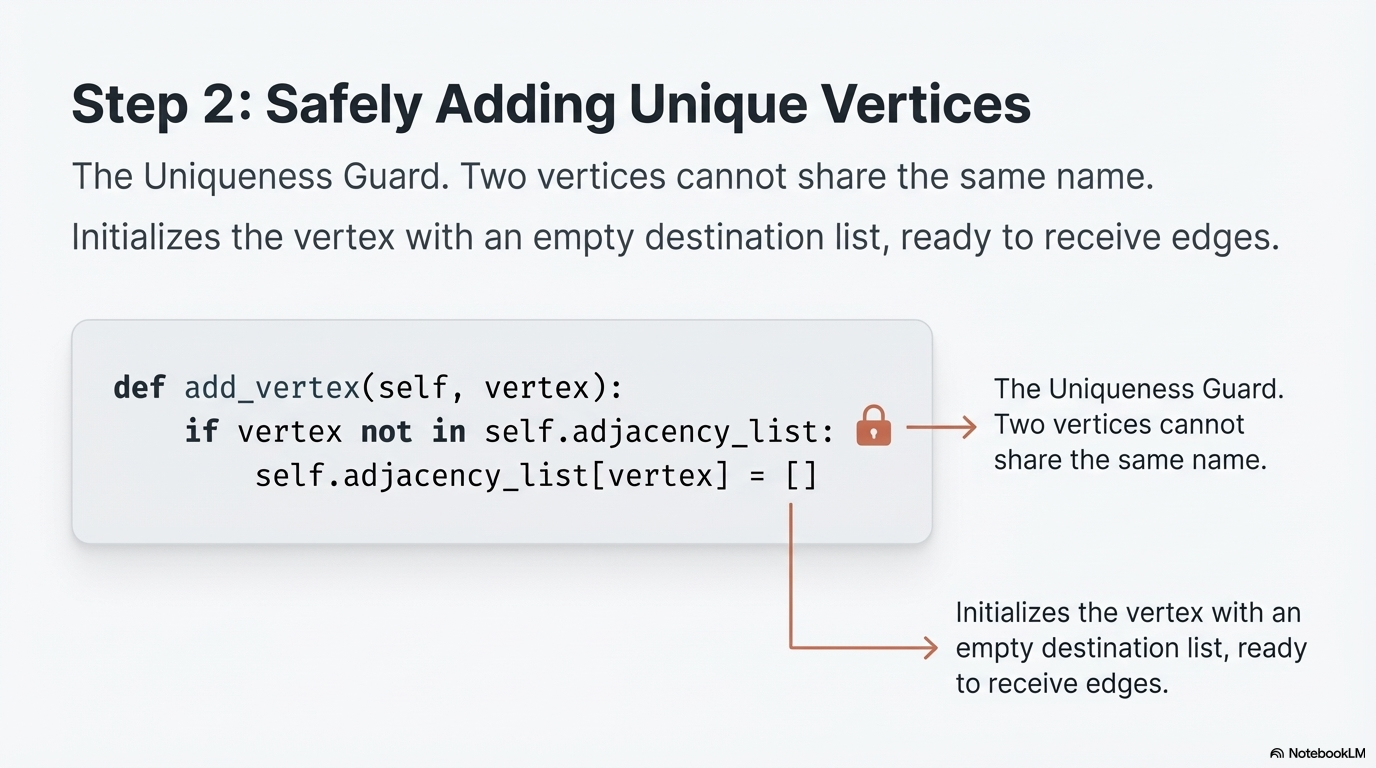 Step 2: Safely Adding Unique Vertices
The Uniqueness Guard. Two vertices cannot share the same name.
Initializes the vertex with an empty destination list, ready to receive edges.
def add_vertex(self, vertex):
    if vertex not in self.adjacency_list:
        self.adjacency_list[vertex] = []
The Uniqueness Guard.
Two vertices cannot
share the same name.
Initializes the vertex with an
empty destination list, ready
to receive edges.
NotebookLM